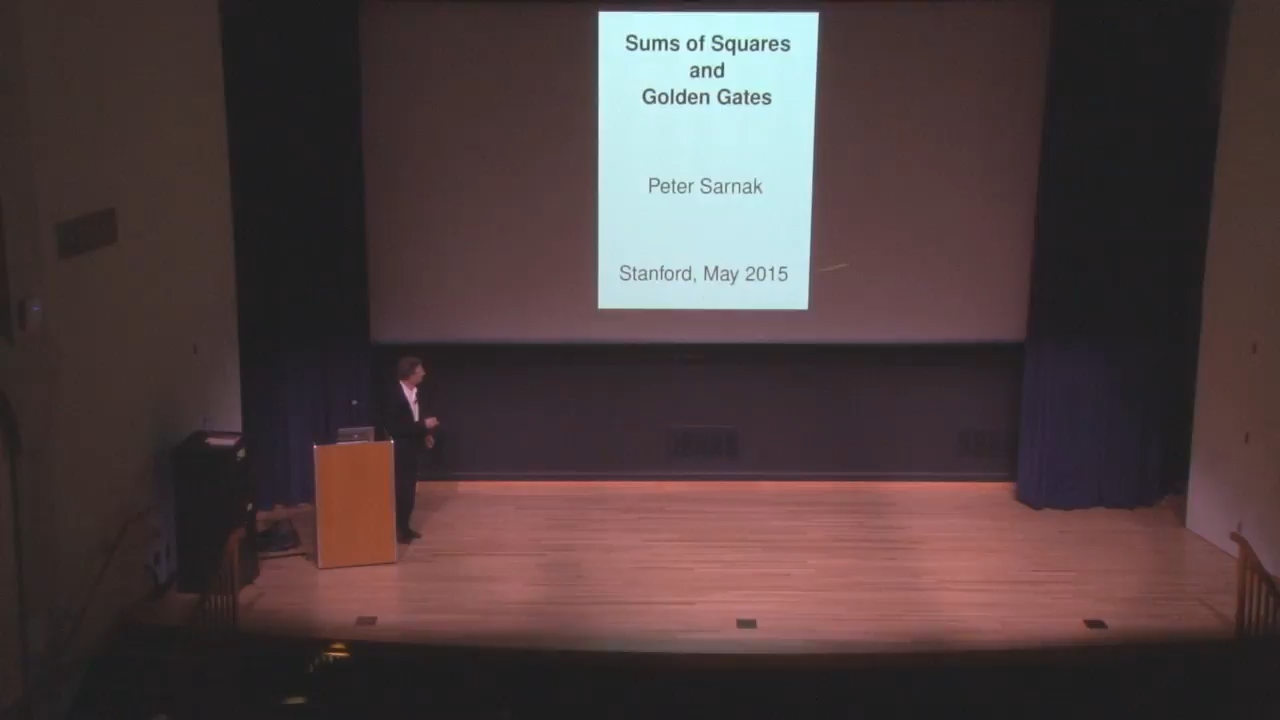 Sums of Squares
and
Golden Gates
Peter Sarnak
Stanford, May 2015